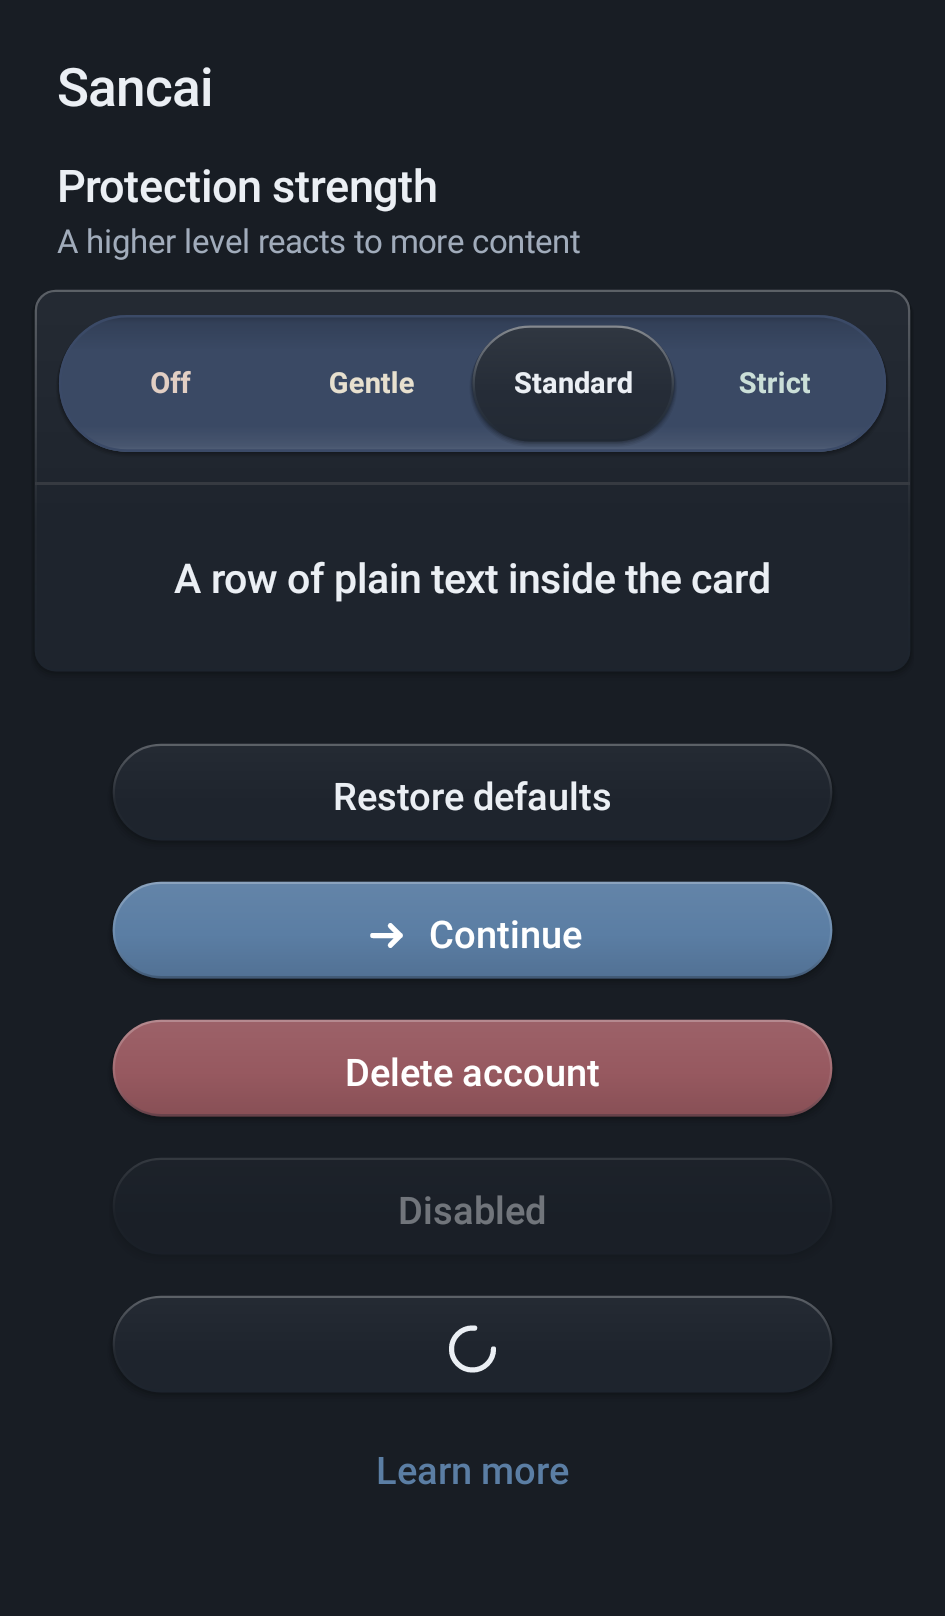 Sancai
Protection strength
A higher level reacts to more content
Off Gentle Standard Strict
A row of plain text inside the card
Restore defaults
→ Continue
Delete account
Disabled
Learn more